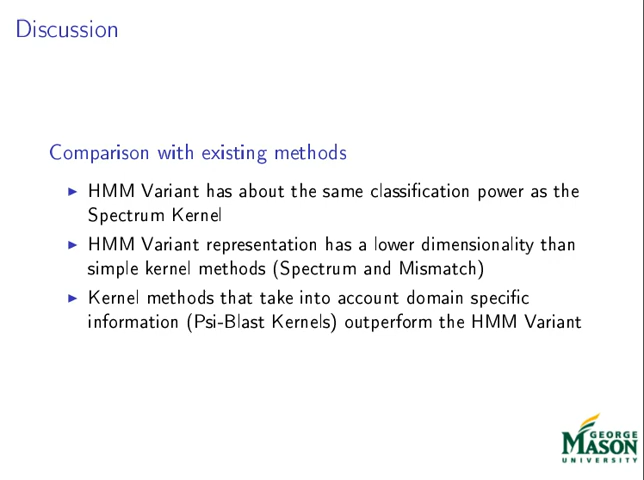 Discussion
Comparison with existing methods
HMM Variant has about the same classification power as the
Spectrum Kernel
HMM Variant representation has a lower dimensionality than
simple kernel methods (Spectrum and Mismatch)
Kernel methods that take into account domain specific
information (Psi-Blast Kernels) outperform the HMM Variant
GEORGE
MASON
UNIVERSITY